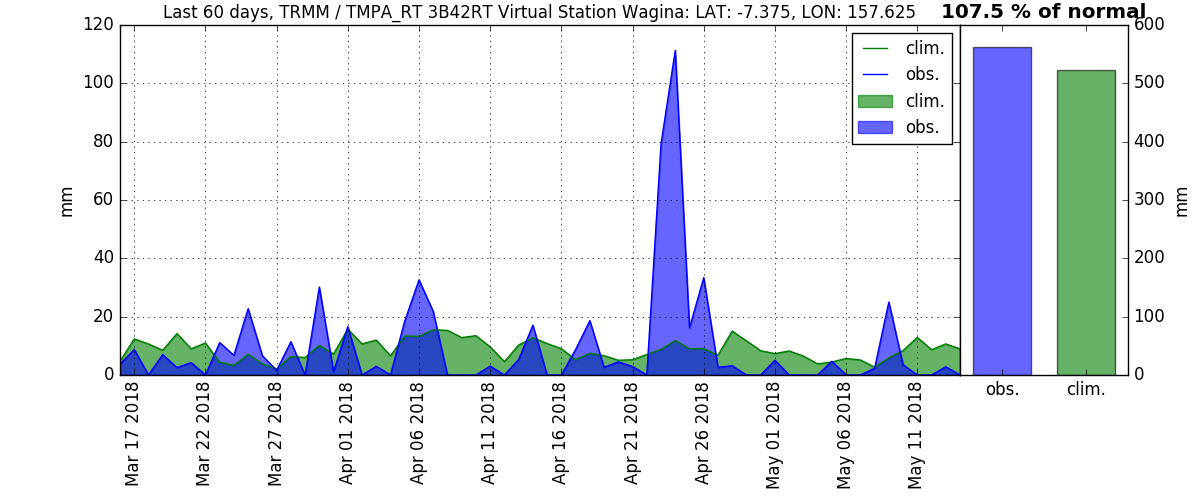 Last 60 days, TRMM / TMPA_RT 3B42RT Virtual Station Wagina: LAT: -7.375, LON: 157.625
107.5 % of normal
120
100
80
60
40
20
0
mm
clim.
obs.
clim.
obs.
600
500
400
300
200
100
0
mm
Mar 17 2018
Mar 22 2018
Mar 27 2018
Apr 01 2018
Apr 06 2018
Apr 11 2018
Apr 16 2018
Apr 21 2018
Apr 26 2018
May 01 2018
May 06 2018
May 11 2018
obs.
clim.